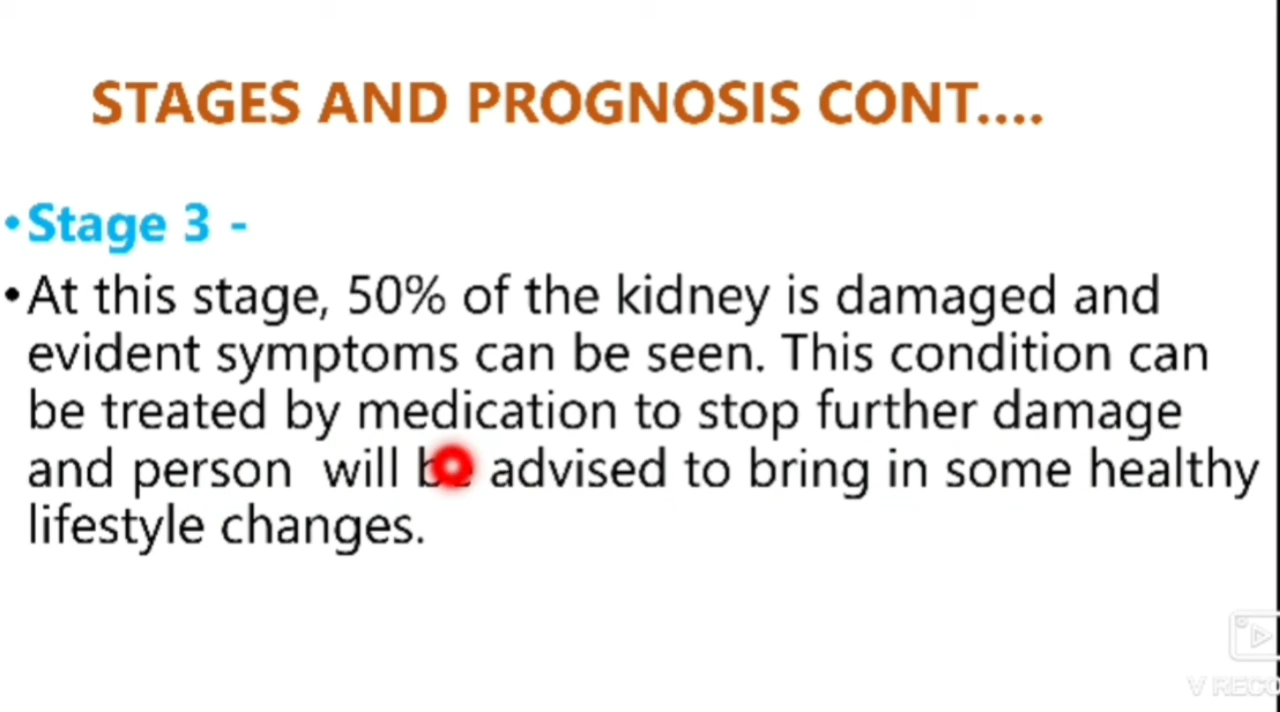 STAGES AND PROGNOSIS CONT....
•Stage 3 -
•At this stage, 50% of the kidney is damaged and
evident symptoms can be seen. This condition can
be treated by medication to stop further damage
and person will be advised to bring in some healthy
lifestyle changes.
V RECO